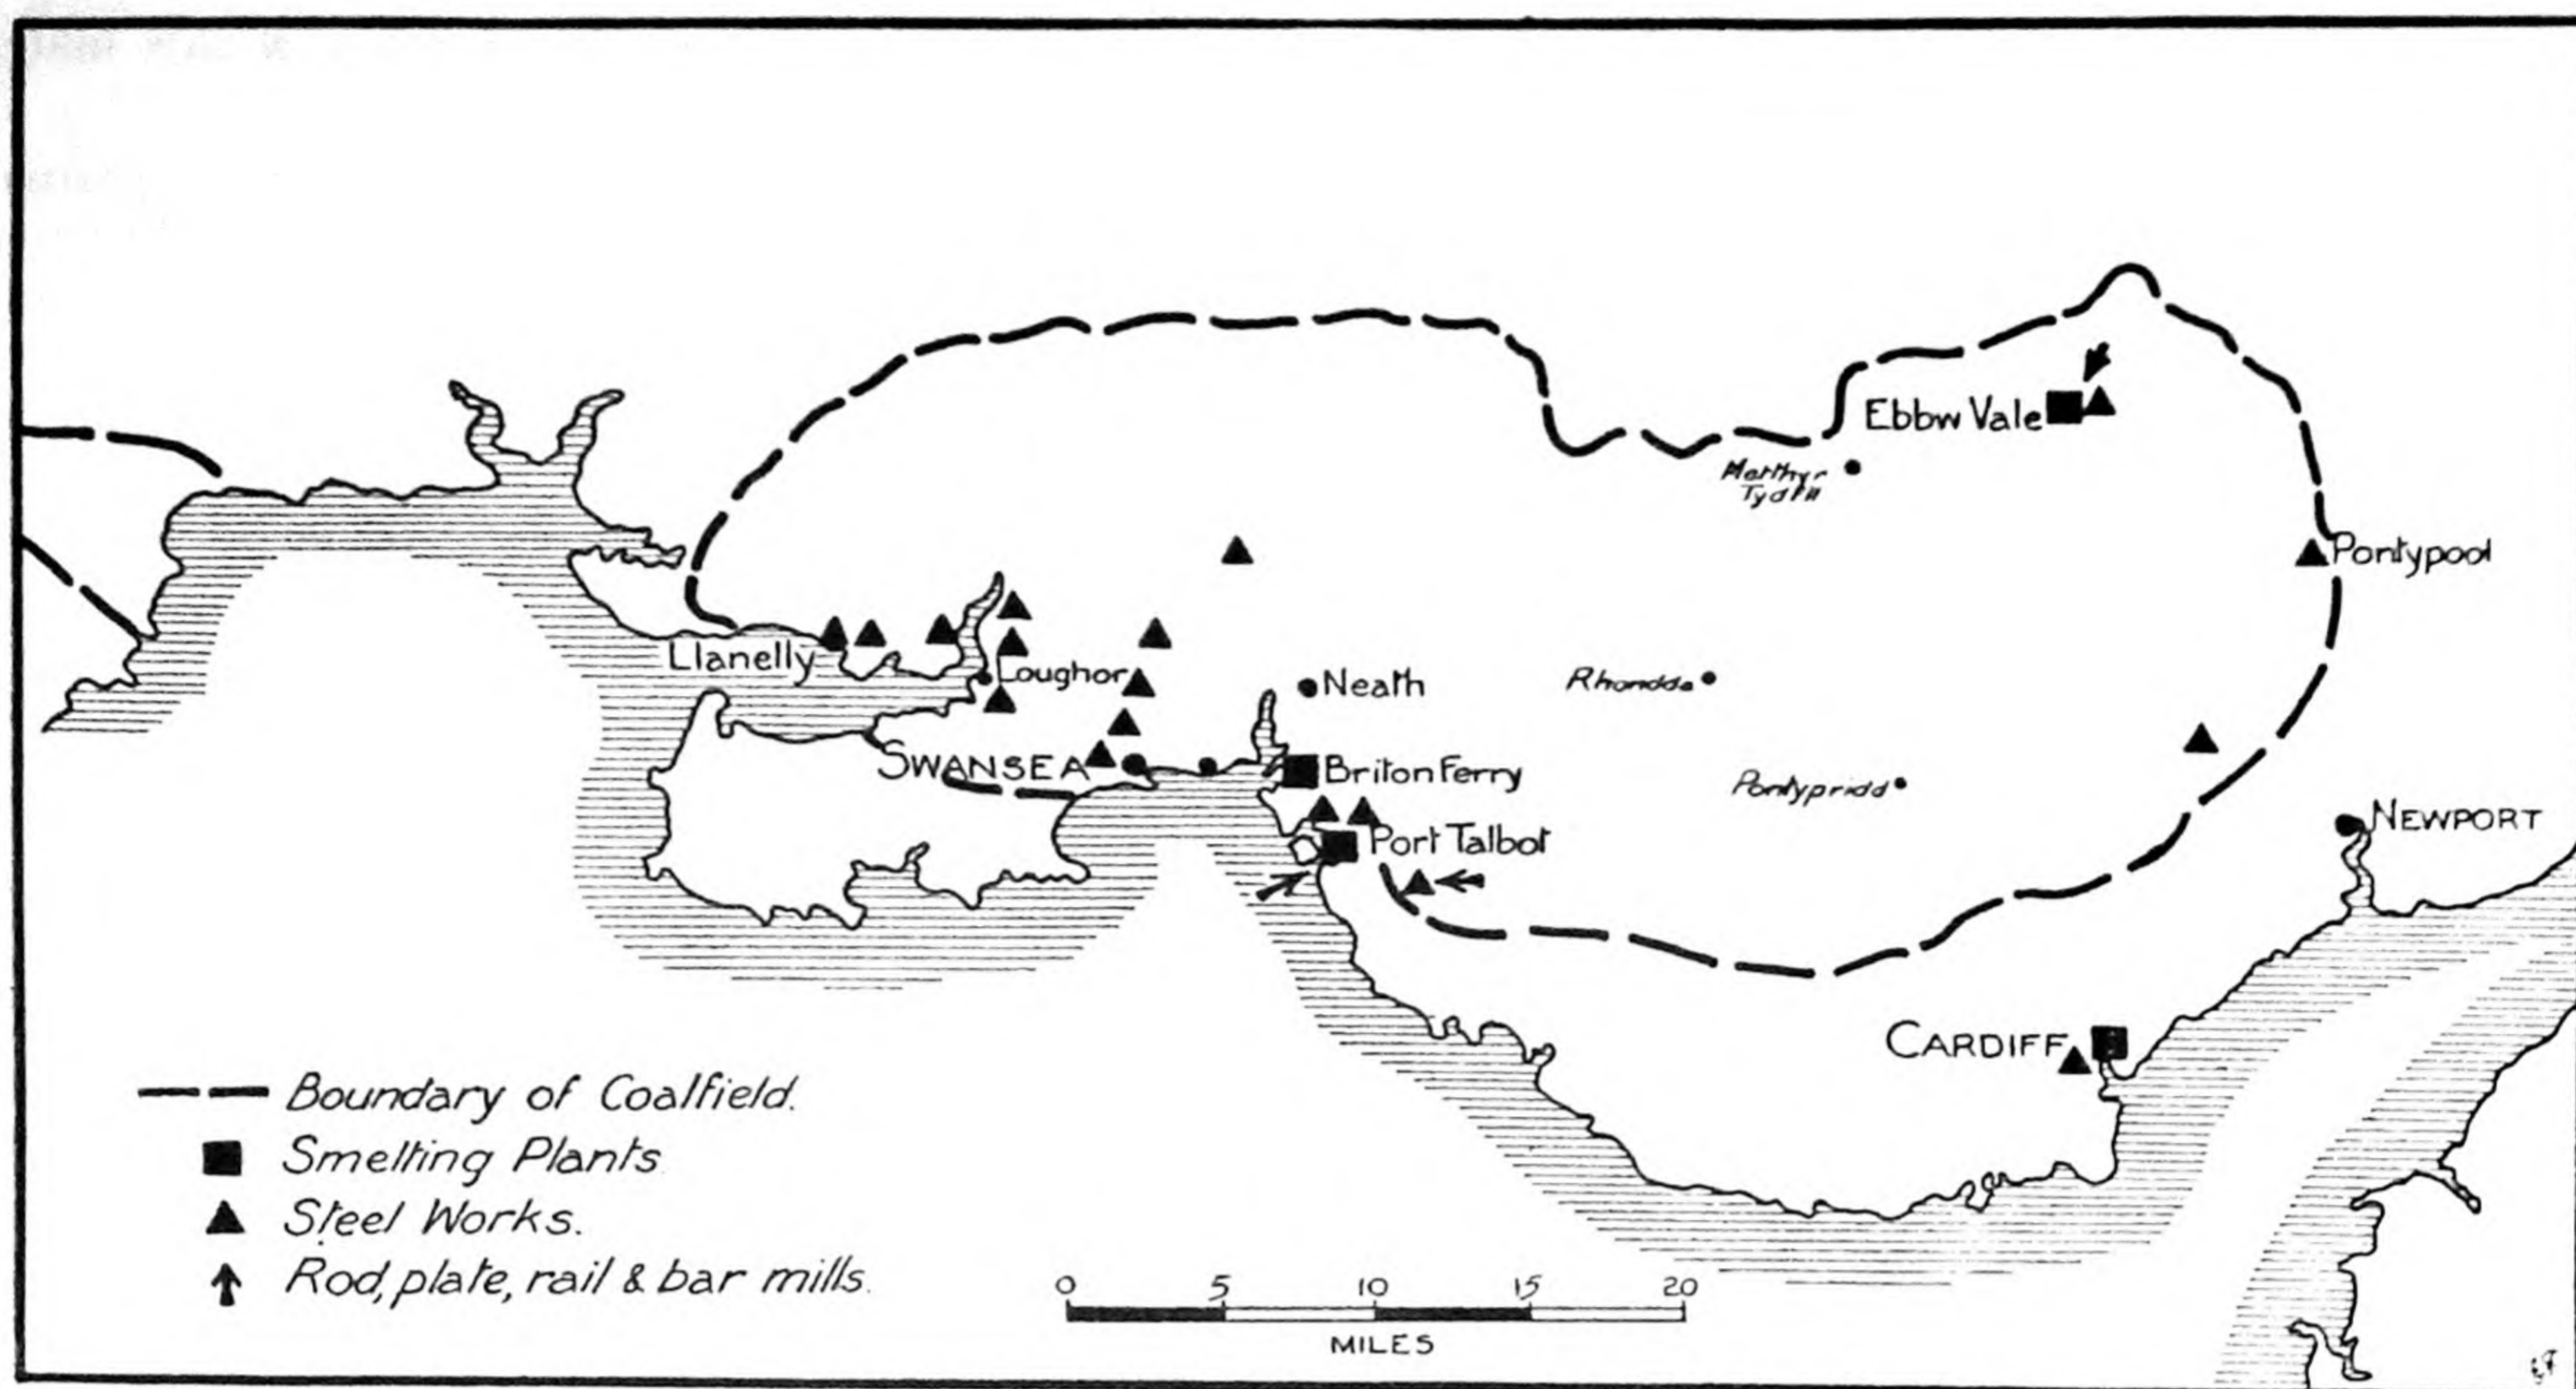 Ebbw Vale
Merthyr
Tydfil
Pontypool
Llanelly
Loughor
Neath
Rhondda
SWANSEA
Briton Ferry
Pontypridd
NEWPORT
Port Talbot
CARDIFF
Boundary of Coalfield.
Smelting Plants
Steel Works.
Rod, plate, rail & bar mills.
0 5 10 15 20
MILES